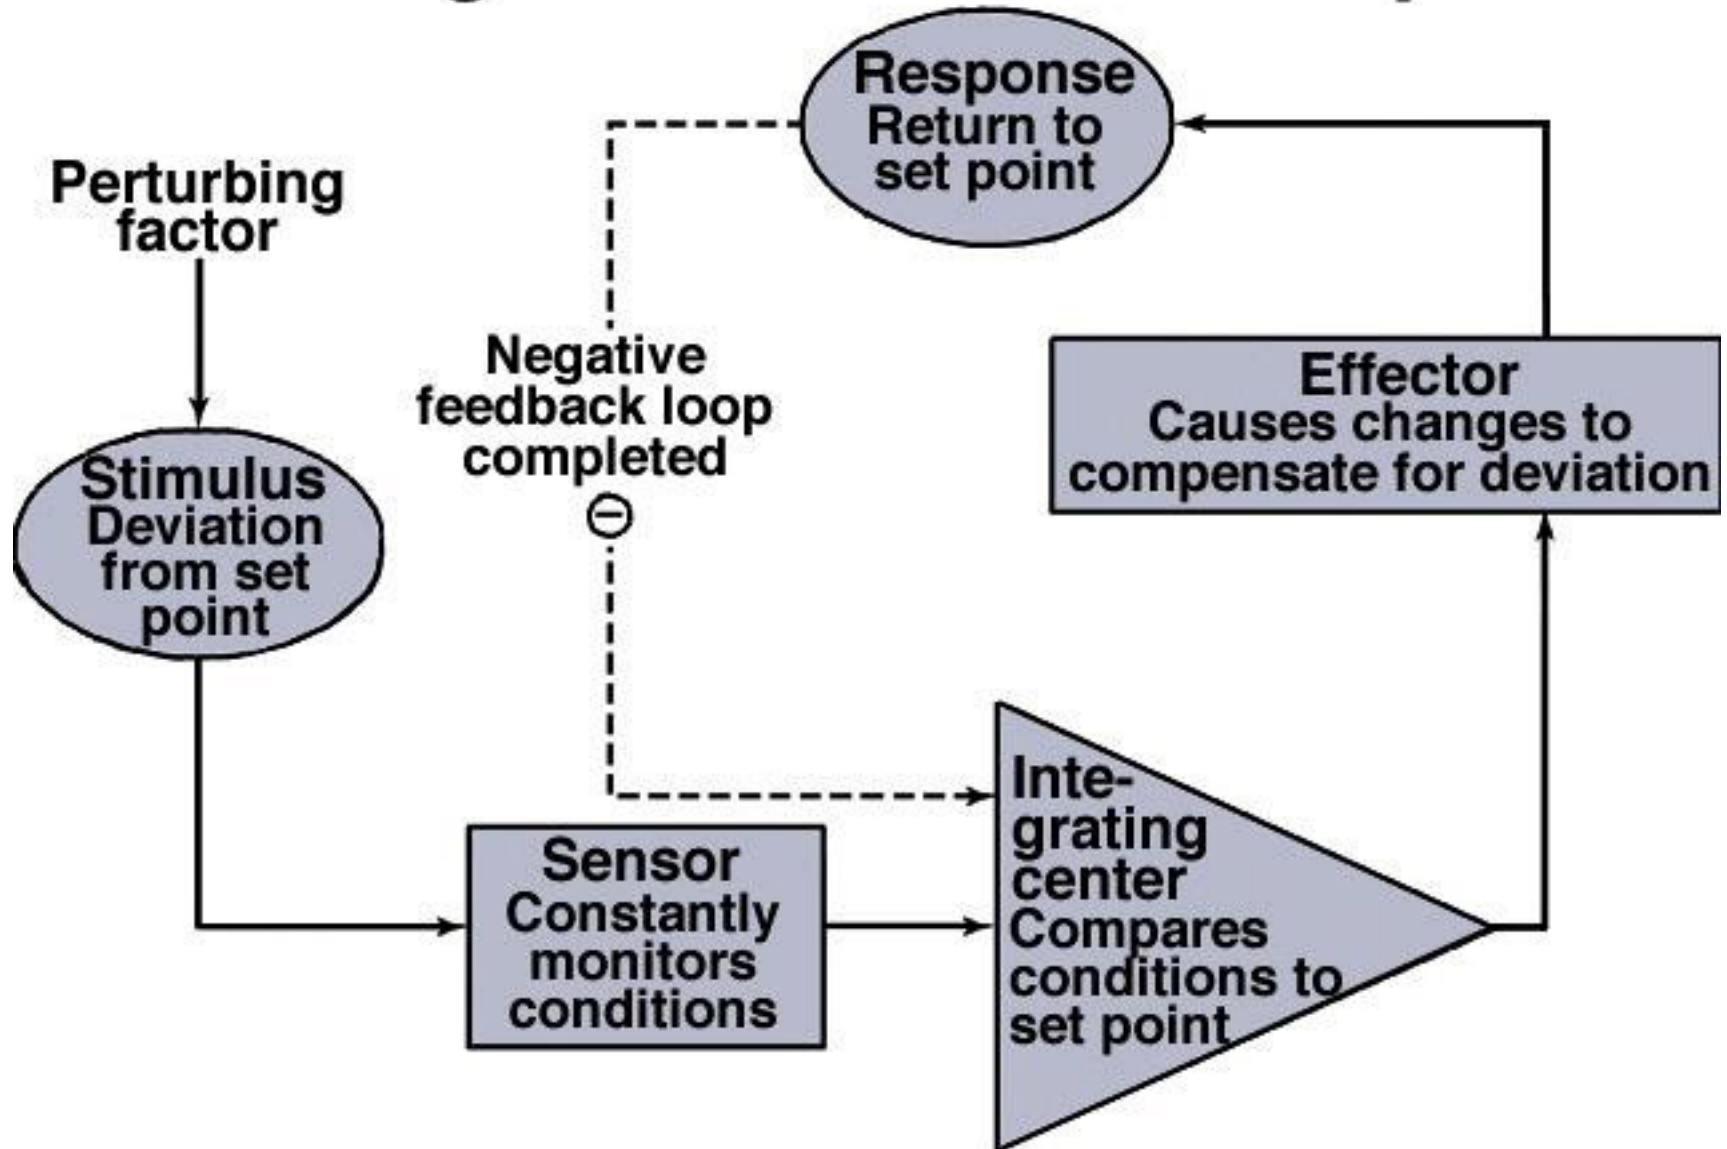 Response
Return to
set point
Perturbing
factor
Negative
feedback loop
completed
Effector
Causes changes to
compensate for deviation
Stimulus
Deviation
from set
point
Inte-
grating
center
Compares
conditions to
set point
Sensor
Constantly
monitors
conditions